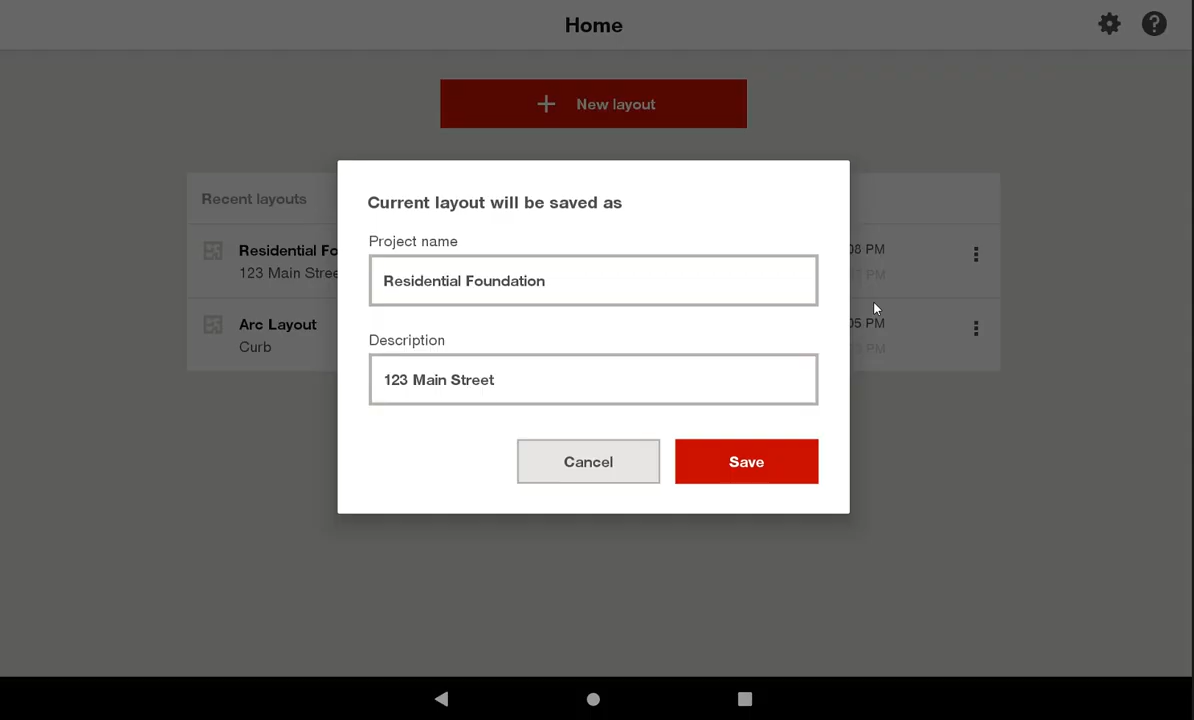 Home
New layout
Recent layouts
Residential Fo
123 Main Stree
08 PM
Arc Layout
Curb
05 PM
Current layout will be saved as
Project name
Residential Foundation
Description
123 Main Street
Cancel
Save